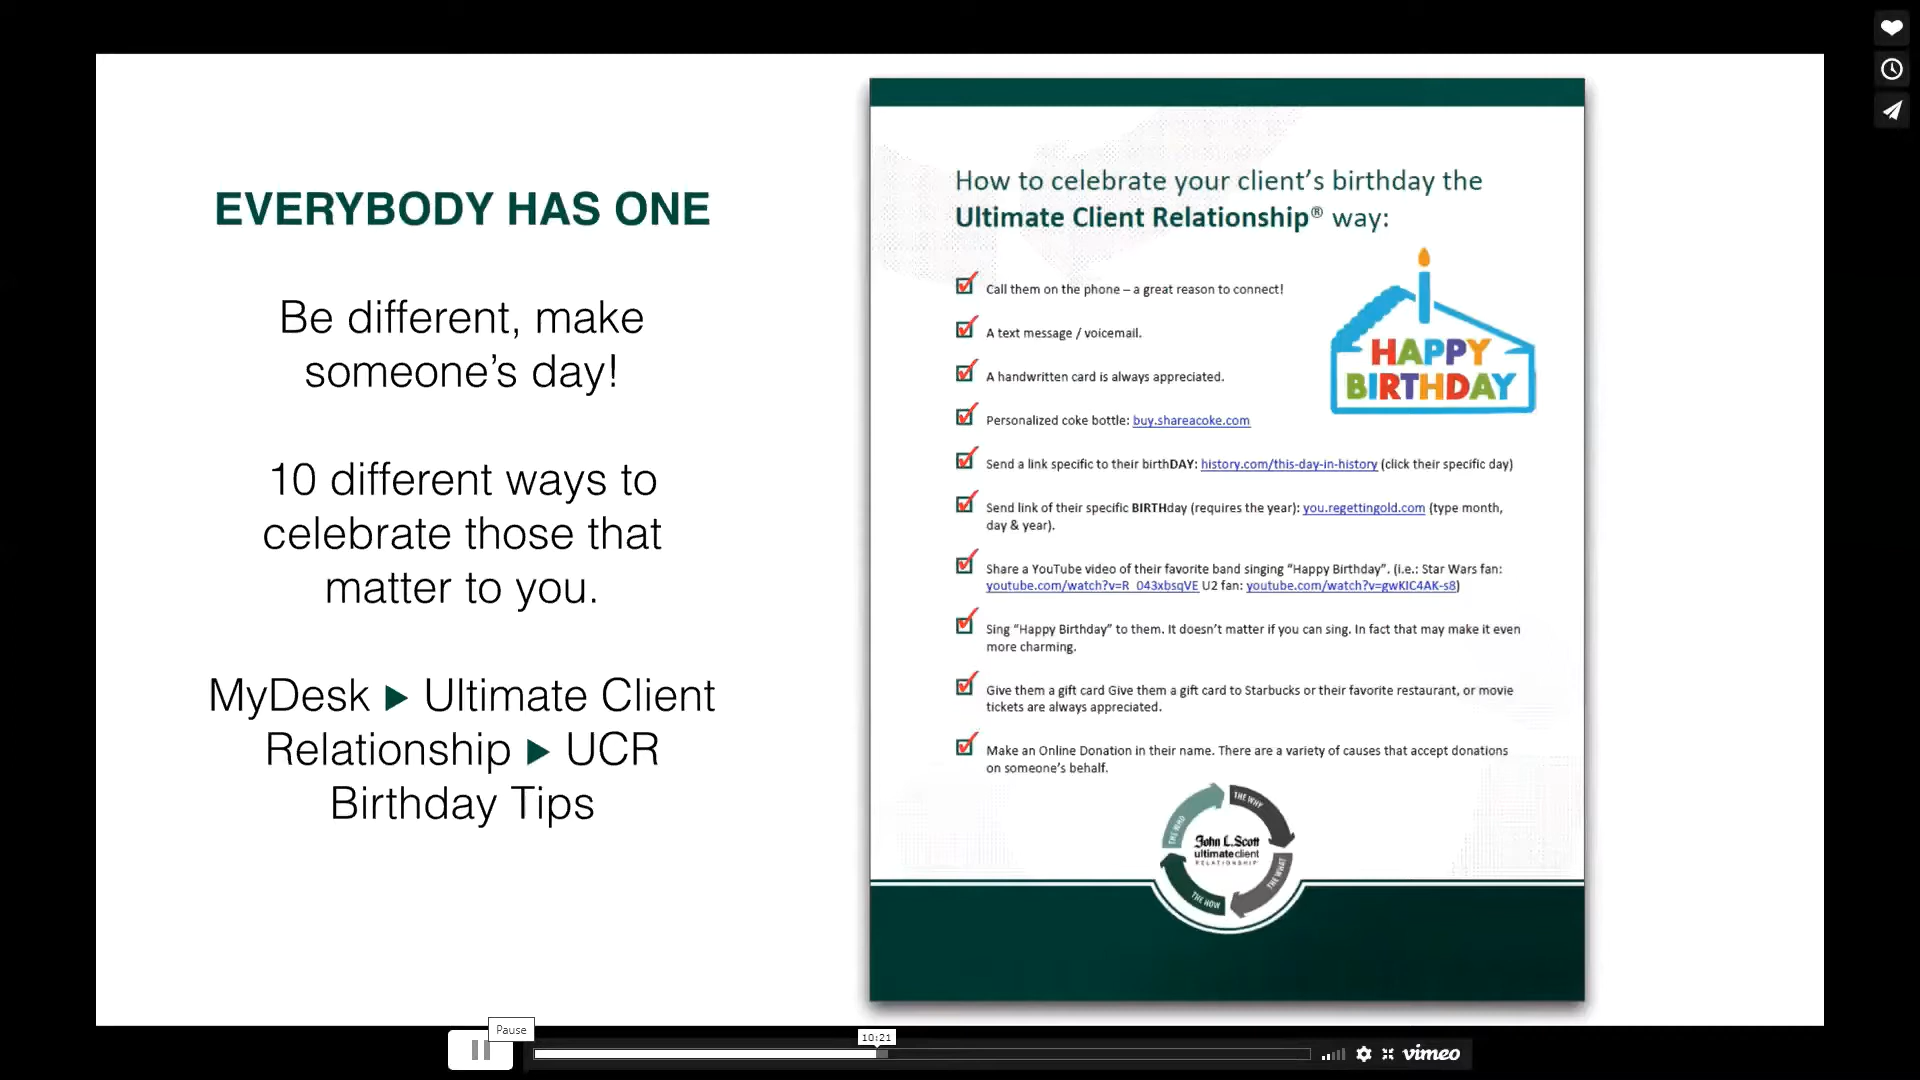 EVERYBODY HAS ONE
Be different, make
someone's day!
10 different ways to
celebrate those that
matter to you.
MyDesk ▶ Ultimate Client
Relationship ▶ UCR
Birthday Tips
How to celebrate your client's birthday the
Ultimate Client Relationship® way:
Call them on the phone – a great reason to connect!
A text message / voicemail.
A handwritten card is always appreciated.
Personalized coke bottle: buy.shareacoke.com
Send a link specific to their birthDAY: history.com/this-day-in-history (click their specific day)
Send link of their specific BIRTHday (requires the year): you.regettingold.com (type month,
day & year).
Share a YouTube video of their favorite band singing "Happy Birthday". (i.e.: Star Wars fan:
youtube.com/watch?v=R_043xbsqVE U2 fan: youtube.com/watch?v=gwKIC4AK-s8)
Sing "Happy Birthday" to them. It doesn't matter if you can sing. In fact that may make it even
more charming.
Give them a gift card Give them a gift card to Starbucks or their favorite restaurant, or movie
tickets are always appreciated.
Make an Online Donation in their name. There are a variety of causes that accept donations
on someone's behalf.
HAPPY
BIRTHDAY
THE WHO
THE WHY
John L. Scott
ultimateclient
RELATIONSHIP
THE WHAT
THE HOW
Pause
10:21
vimeo